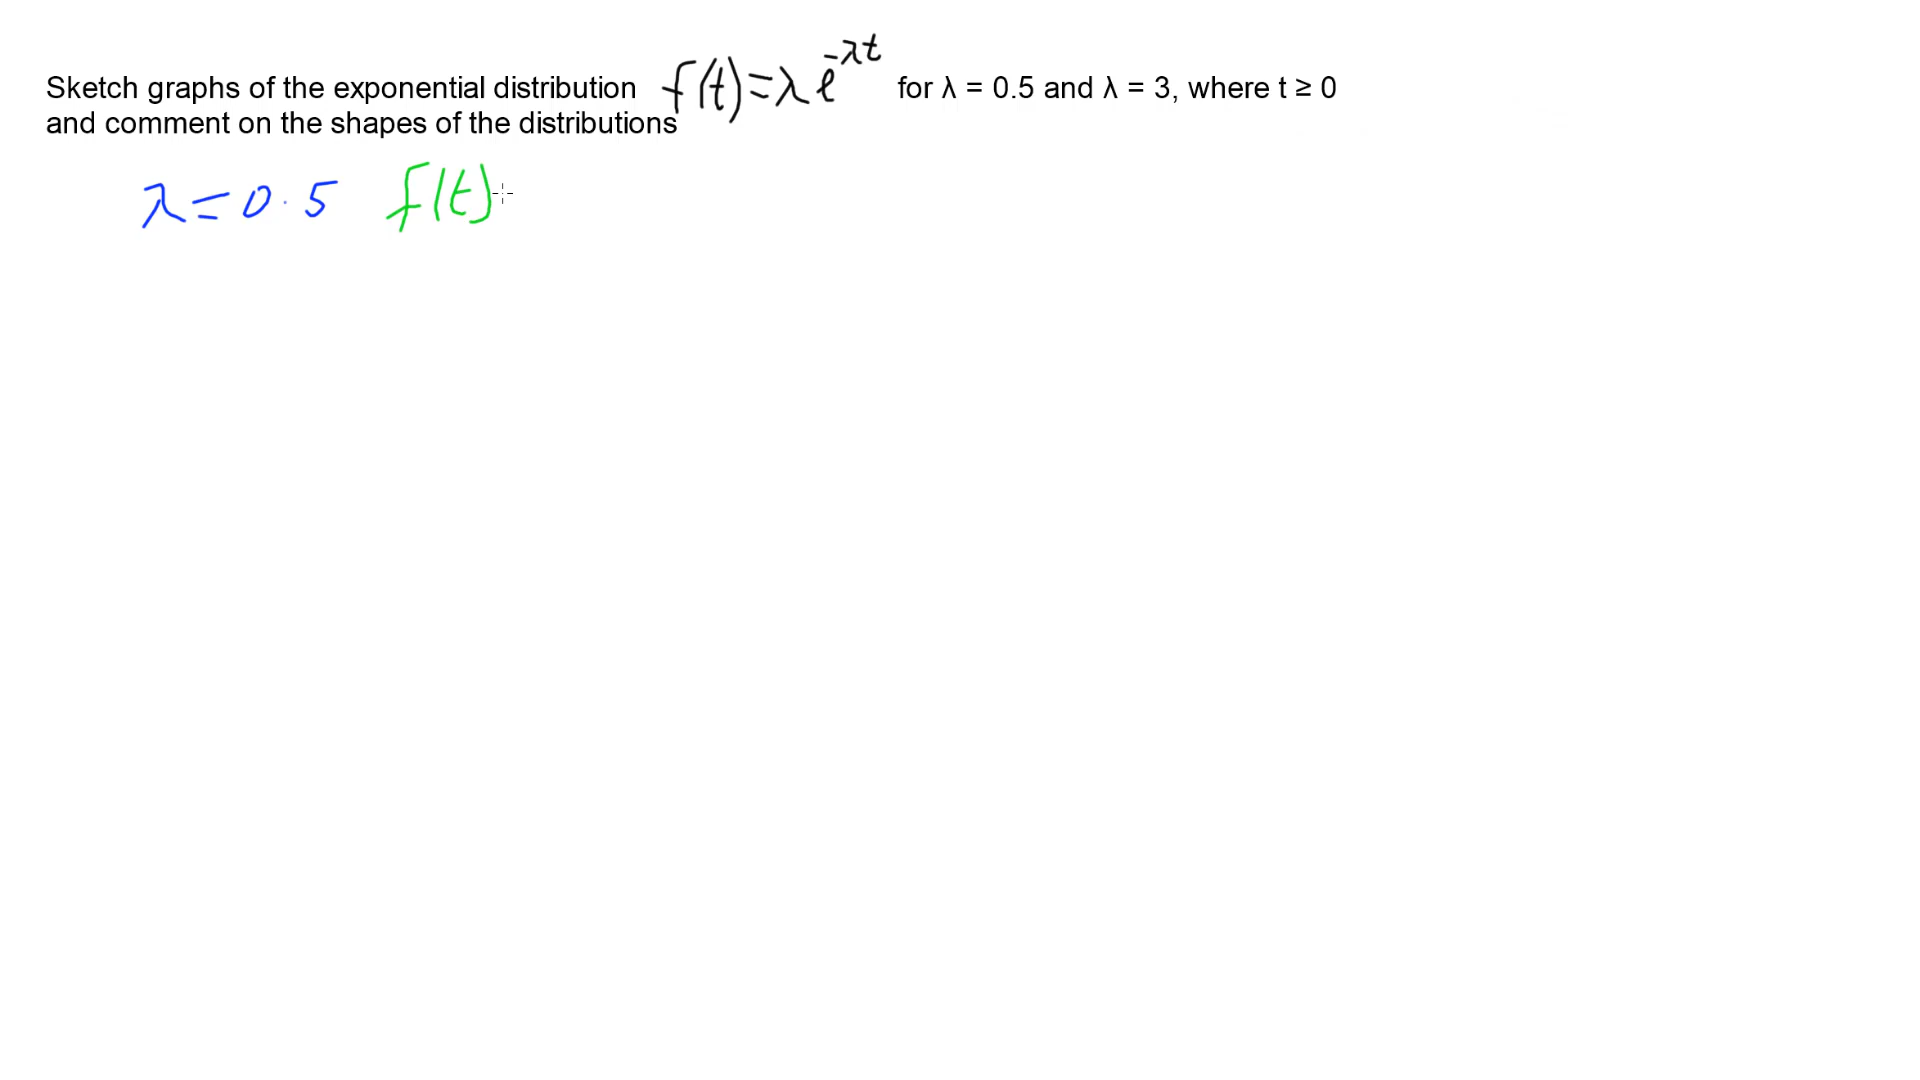 Sketch graphs of the exponential distribution f(t)=λe^{-λt} for λ = 0.5 and λ = 3, where t ≥ 0
and comment on the shapes of the distributions
λ=0.5 f(t)